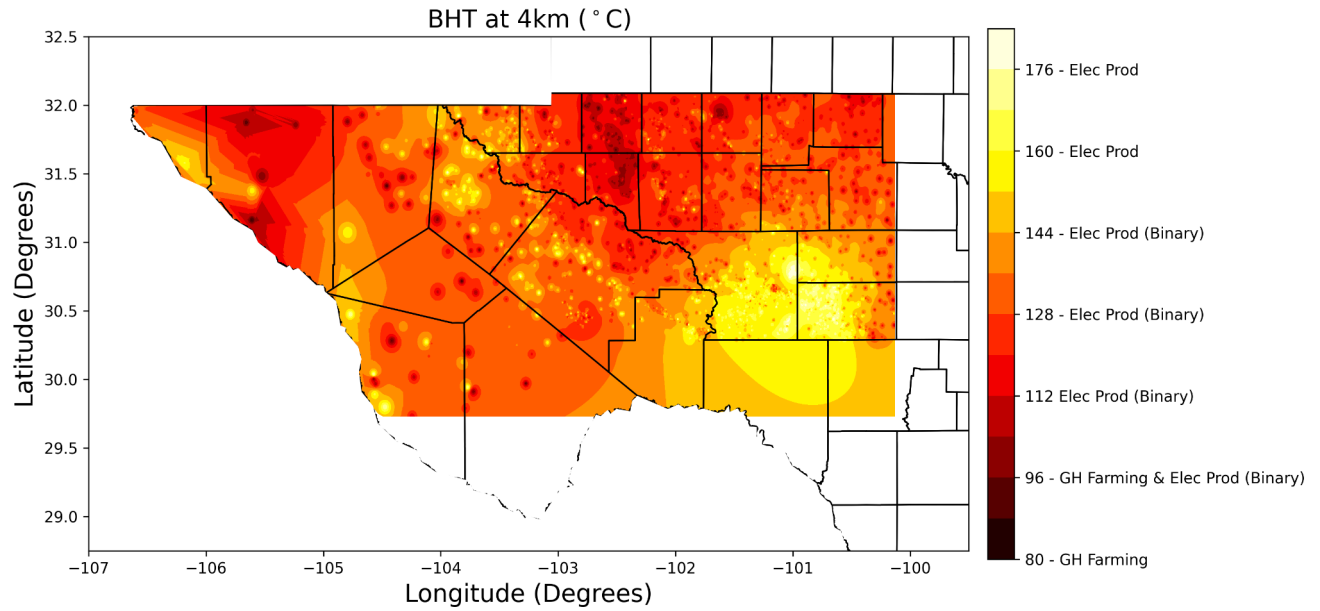 BHT at 4km (°C)
32.5
32.0
31.5
31.0
30.5
30.0
29.5
29.0
Latitude (Degrees)
−107
−106
−105
−104
−103
−102
−101
−100
Longitude (Degrees)
176 - Elec Prod
160 - Elec Prod
144 - Elec Prod (Binary)
128 - Elec Prod (Binary)
112 Elec Prod (Binary)
96 - GH Farming & Elec Prod (Binary)
80 - GH Farming